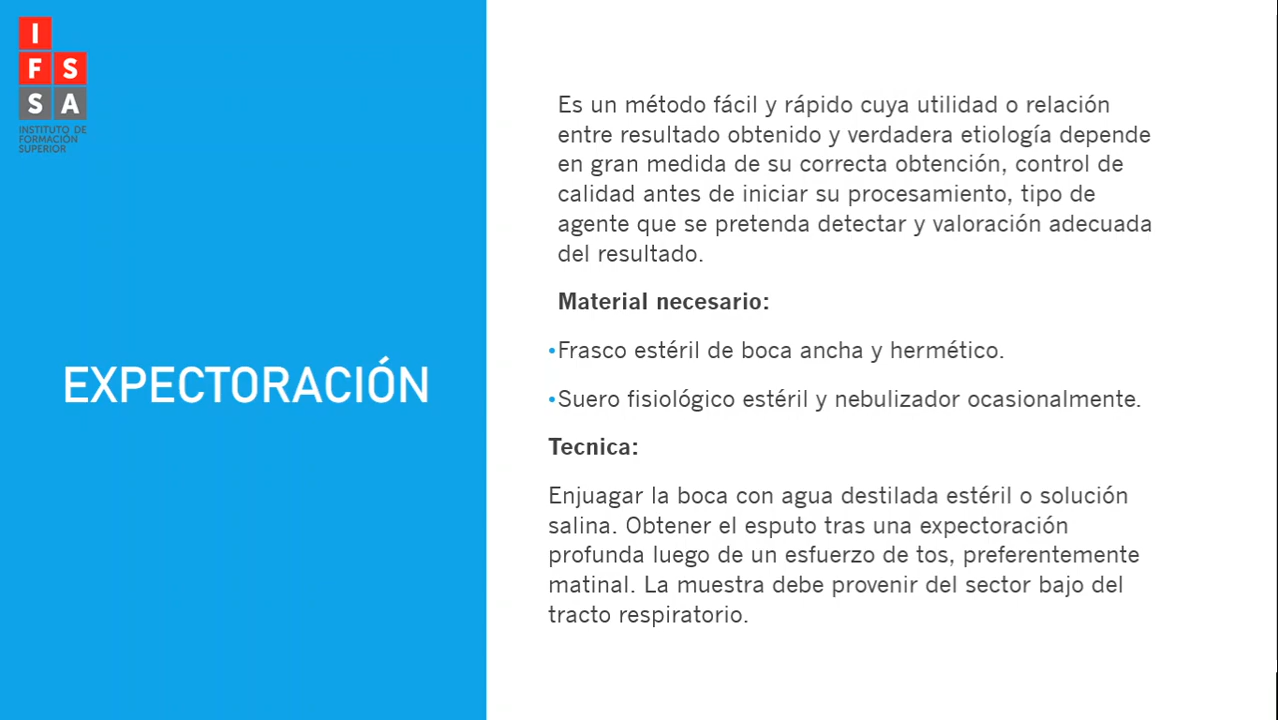 I
F S
S A
INSTITUTO DE
FORMACIÓN
SUPERIOR
EXPECTORACIÓN
Es un método fácil y rápido cuya utilidad o relación
entre resultado obtenido y verdadera etiología depende
en gran medida de su correcta obtención, control de
calidad antes de iniciar su procesamiento, tipo de
agente que se pretenda detectar y valoración adecuada
del resultado.
Material necesario:
•Frasco estéril de boca ancha y hermético.
•Suero fisiológico estéril y nebulizador ocasionalmente.
Tecnica:
Enjuagar la boca con agua destilada estéril o solución
salina. Obtener el esputo tras una expectoración
profunda luego de un esfuerzo de tos, preferentemente
matinal. La muestra debe provenir del sector bajo del
tracto respiratorio.